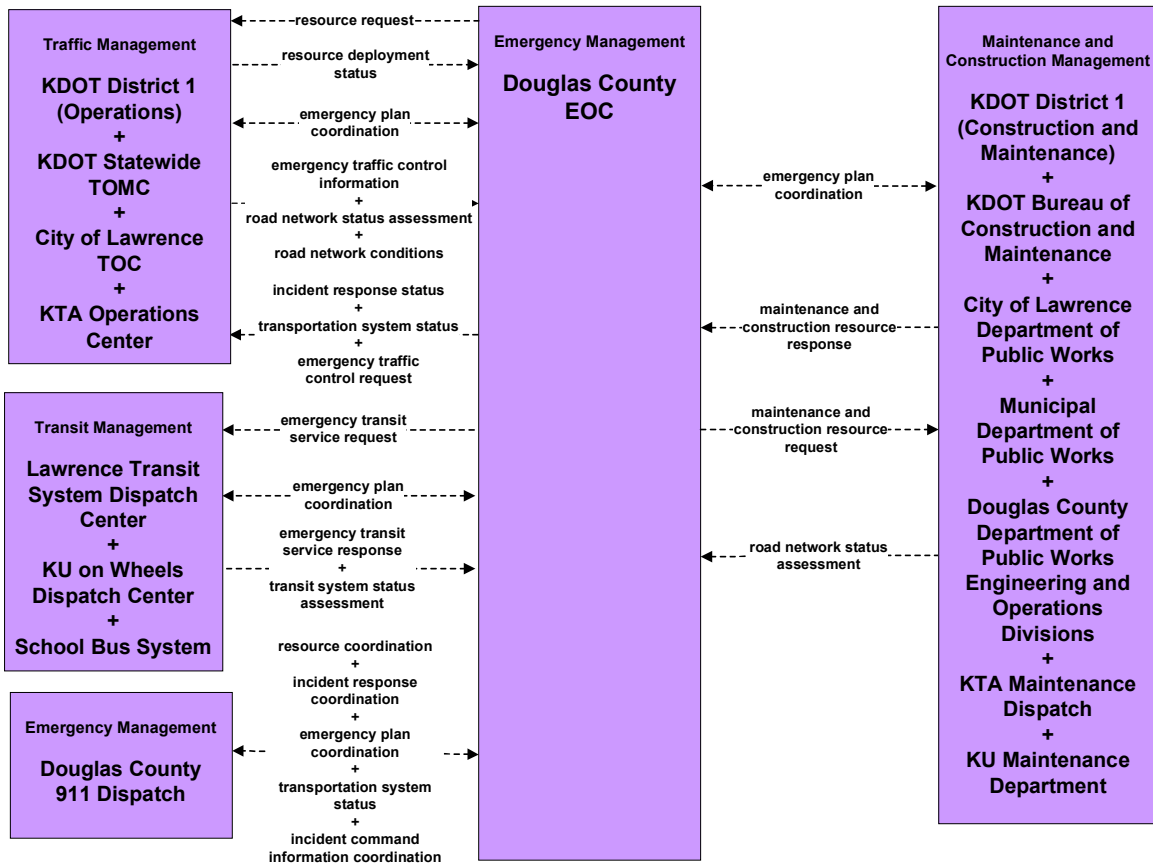 Traffic Management
KDOT District 1
(Operations)
+
KDOT Statewide
TOMC
+
City of Lawrence
TOC
+
KTA Operations
Center
resource request
resource deployment
status
emergency plan
coordination
emergency traffic control
information
+
road network status assessment
+
road network conditions
incident response status
+
transportation system status
+
emergency traffic
control request
Transit Management
Lawrence Transit
System Dispatch
Center
+
KU on Wheels
Dispatch Center
+
School Bus System
emergency transit
service request
emergency plan
coordination
emergency transit
service response
+
transit system status
assessment
Emergency Management
Douglas County
911 Dispatch
resource coordination
+
incident response
coordination
+
emergency plan
coordination
+
transportation system
status
+
incident command
information coordination
Emergency Management
Douglas County
EOC
emergency plan
coordination
maintenance and
construction resource
response
maintenance and
construction resource
request
road network status
assessment
Maintenance and
Construction Management
KDOT District 1
(Construction and
Maintenance)
+
KDOT Bureau of
Construction and
Maintenance
+
City of Lawrence
Department of
Public Works
+
Municipal
Department of
Public Works
+
Douglas County
Department of
Public Works
Engineering and
Operations
Divisions
+
KTA Maintenance
Dispatch
+
KU Maintenance
Department